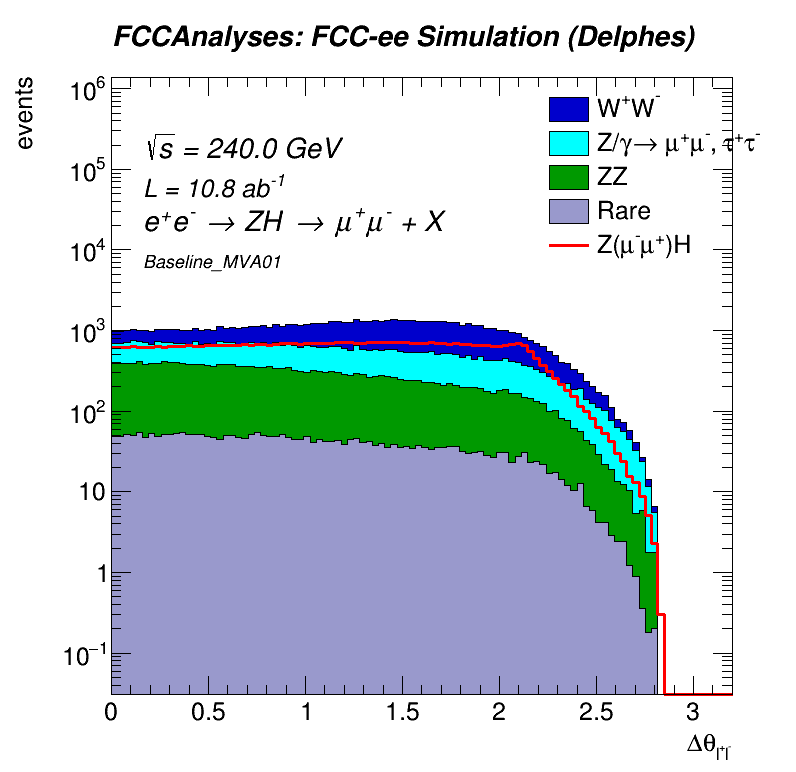 FCCAnalyses: FCC-ee Simulation (Delphes)
events
10⁶
10⁵
10⁴
10³
10²
10
1
10⁻¹
√s = 240.0 GeV
L = 10.8 ab⁻¹
e⁺e⁻ → ZH → μ⁺μ⁻ + X
Baseline_MVA01
W⁺W⁻
Z/γ→ μ⁺μ⁻, τ⁺τ⁻
ZZ
Rare
Z(μ⁻μ⁺)H
0 0.5 1 1.5 2 2.5 3
Δθ_{l⁺l⁻}